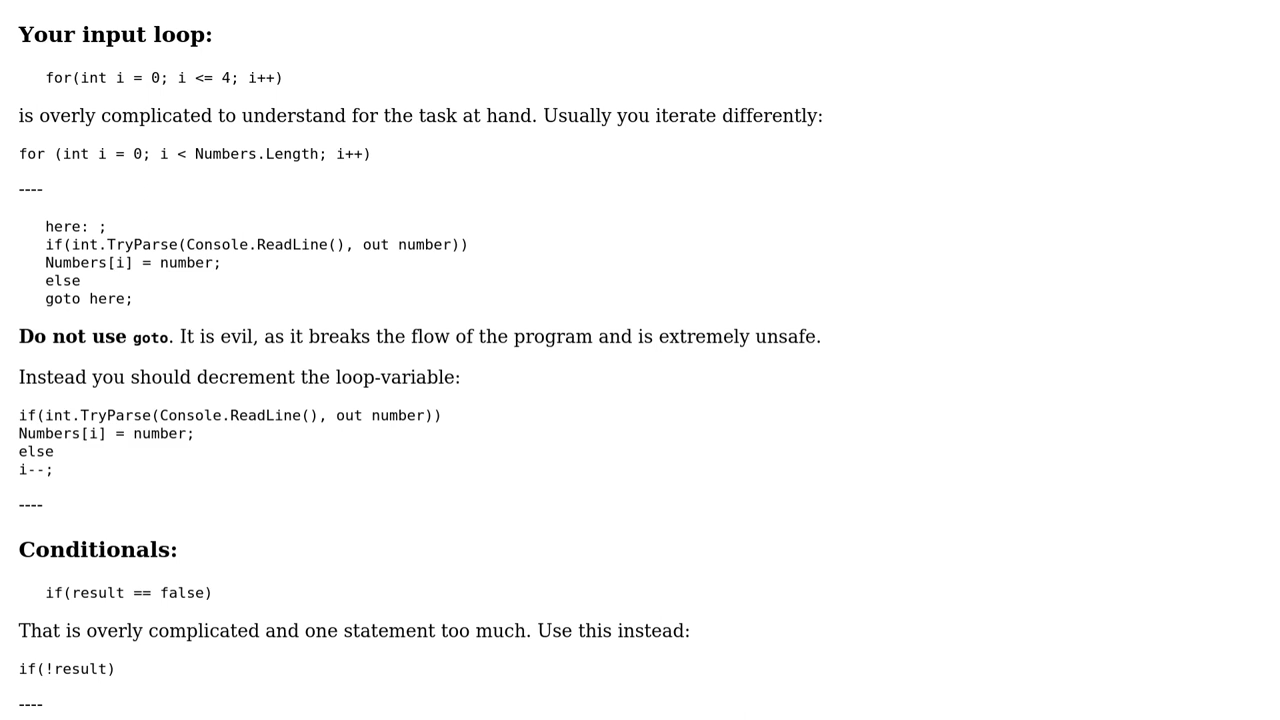 Your input loop:
for(int i = 0; i <= 4; i++)
is overly complicated to understand for the task at hand. Usually you iterate differently:
for (int i = 0; i < Numbers.Length; i++)
----
here: ;
if(int.TryParse(Console.ReadLine(), out number))
Numbers[i] = number;
else
goto here;
Do not use goto. It is evil, as it breaks the flow of the program and is extremely unsafe.
Instead you should decrement the loop-variable:
if(int.TryParse(Console.ReadLine(), out number))
Numbers[i] = number;
else
i--;
----
Conditionals:
if(result == false)
That is overly complicated and one statement too much. Use this instead:
if(!result)
----